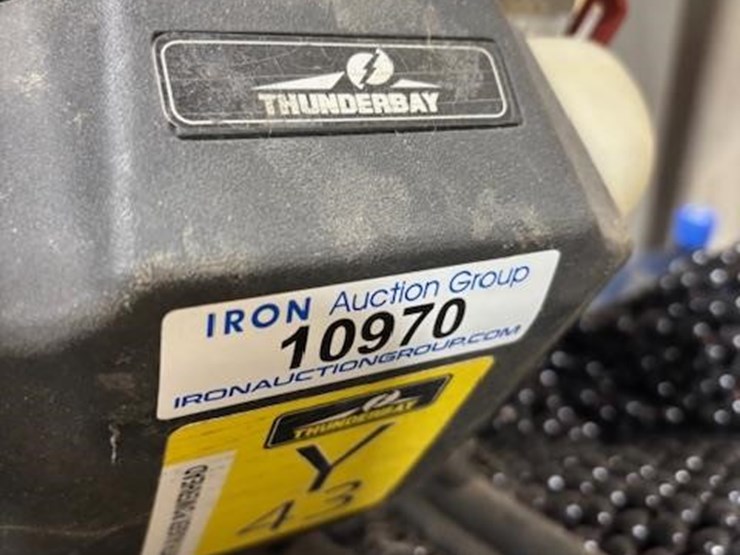 THUNDERBAY
IRON Auction Group
10970
IRONAUCTIONGROUP.COM
THUNDERBAY
Y
43